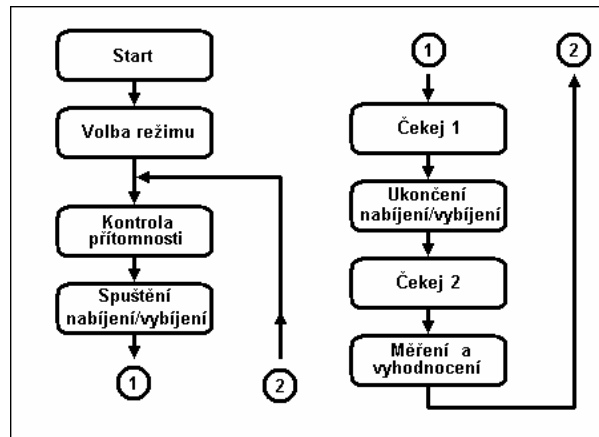 Start
Volba režimu
Kontrola
přítomnosti
Spuštění
nabíjení/vybíjení
1
2
1
2
Čekej 1
Ukončení
nabíjení/vybíjení
Čekej 2
Měření a
vyhodnocení